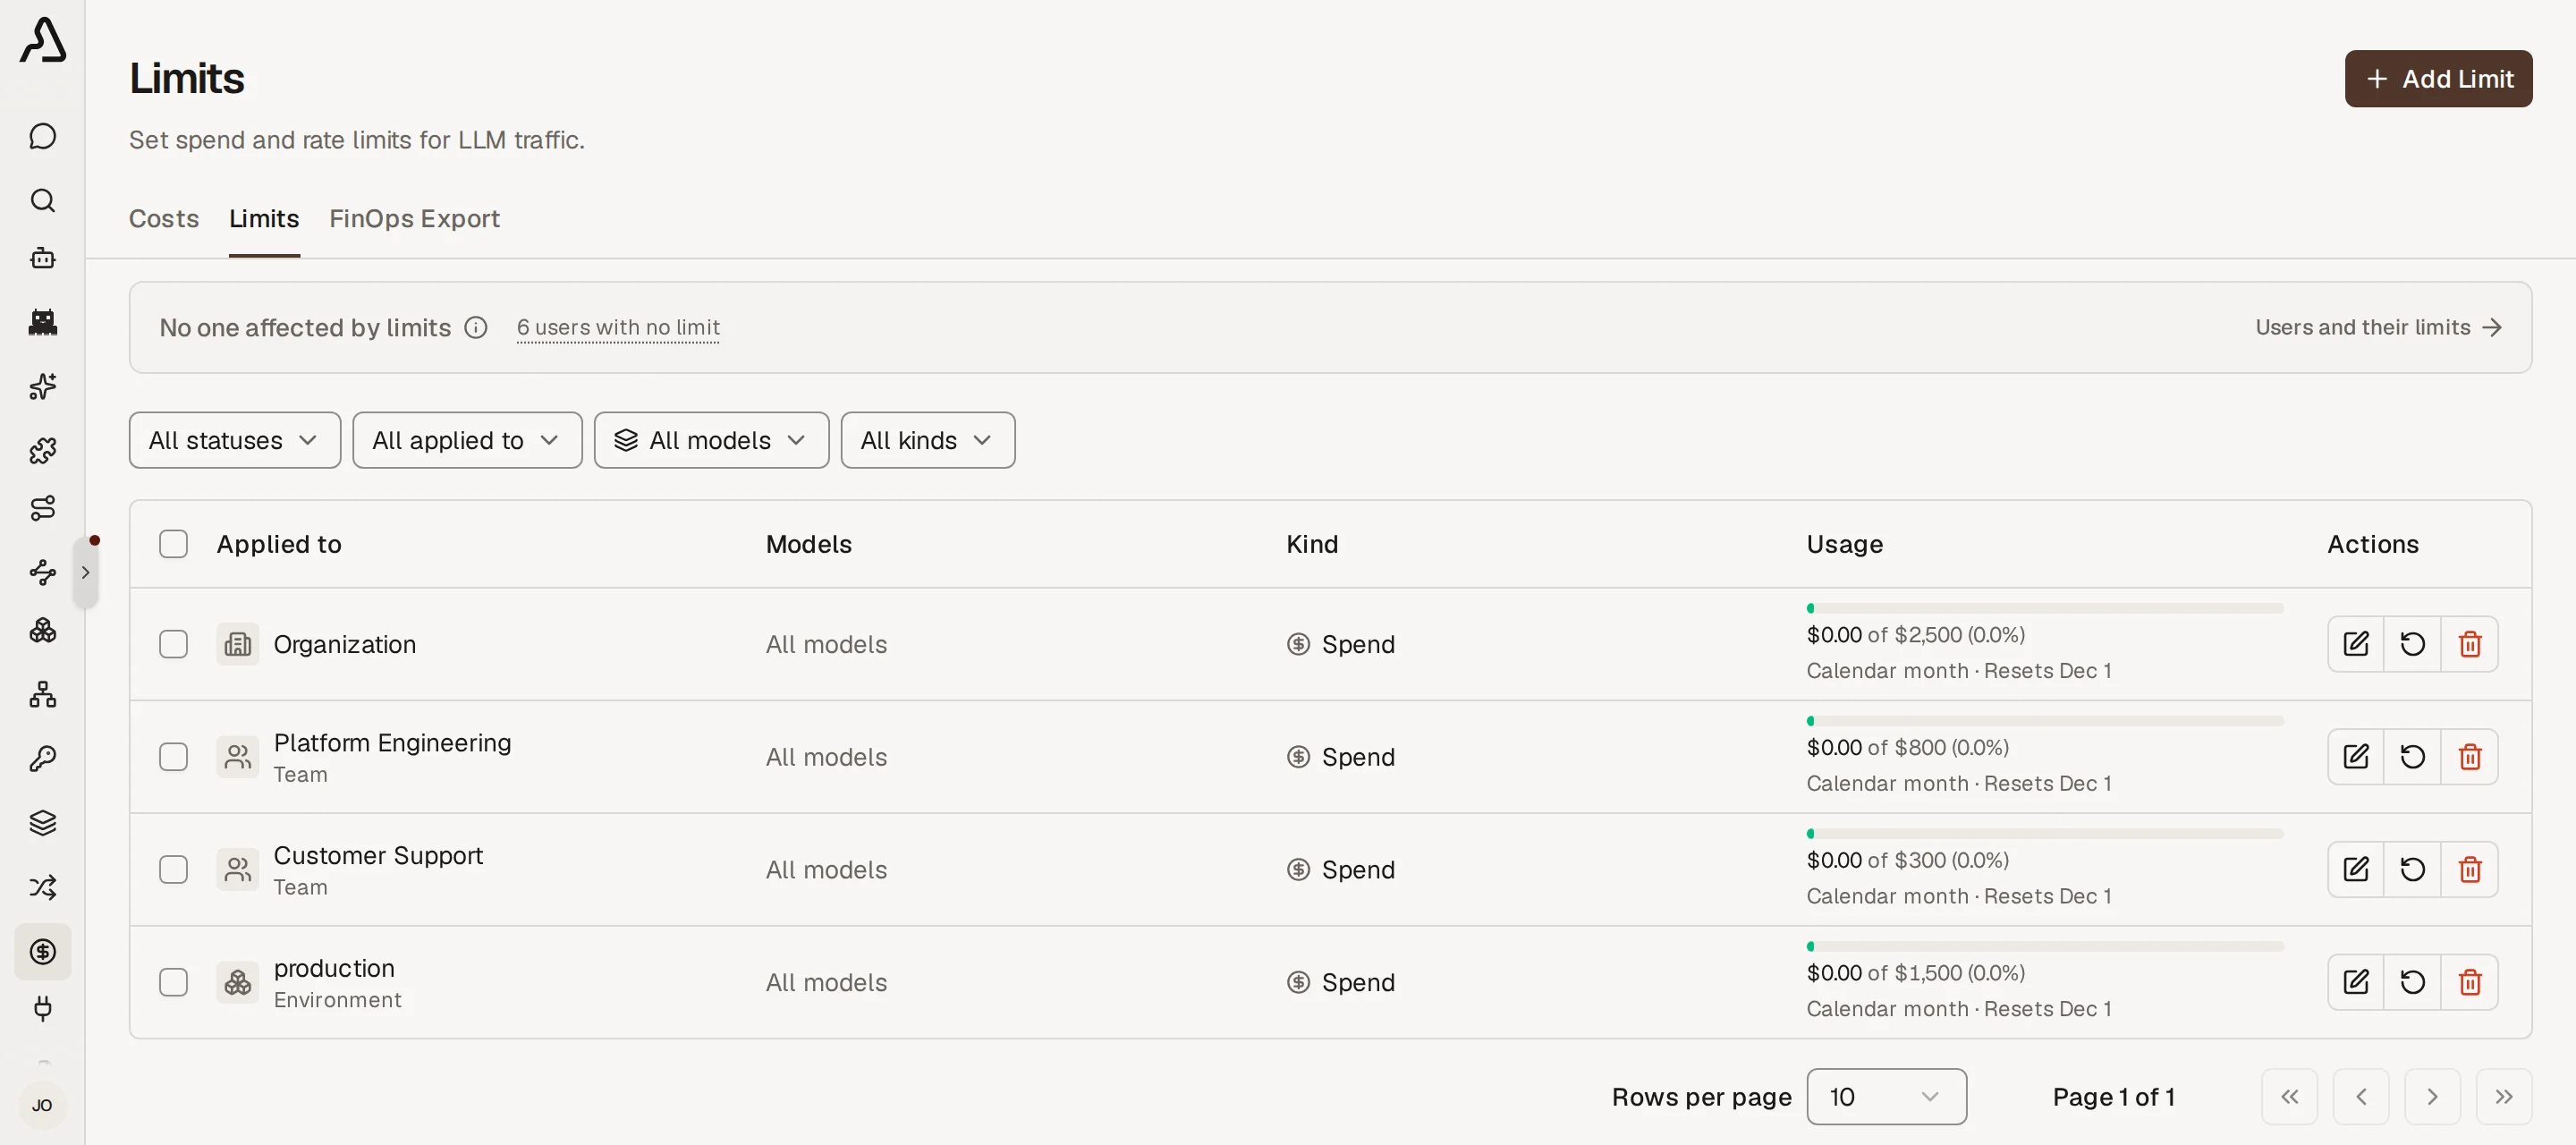 Limits
+ Add Limit
Set spend and rate limits for LLM traffic.
Costs Limits FinOps Export
No one affected by limits 6 users with no limit Users and their limits →
All statuses All applied to All models All kinds
Applied to Models Kind Usage Actions
Organization All models Spend
$0.00 of $2,500 (0.0%)
Calendar month · Resets Dec 1
Platform Engineering
Team
All models Spend
$0.00 of $800 (0.0%)
Calendar month · Resets Dec 1
Customer Support
Team
All models Spend
$0.00 of $300 (0.0%)
Calendar month · Resets Dec 1
production
Environment
All models Spend
$0.00 of $1,500 (0.0%)
Calendar month · Resets Dec 1
JO
Rows per page 10 Page 1 of 1